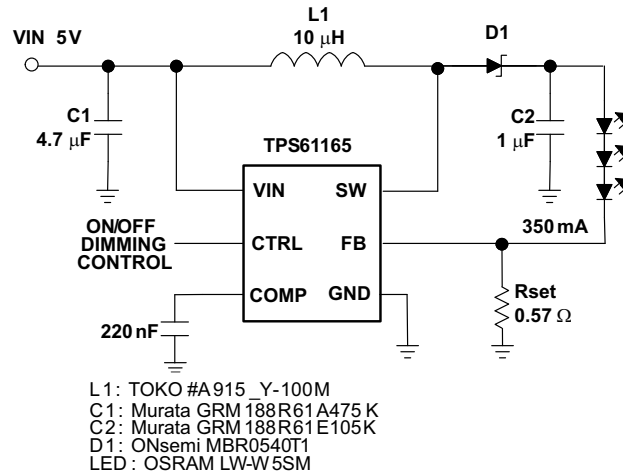 L1
10 μH
VIN 5V
D1
C1
4.7 μF
C2
1 μF
TPS61165
VIN
SW
ON/OFF
DIMMING
CONTROL
CTRL
FB
350 mA
COMP
GND
Rset
0.57 Ω
220 nF
L1: TOKO #A915_Y-100M
C1: Murata GRM188R61A475K
C2: Murata GRM188R61E105K
D1: ONsemi MBR0540T1
LED: OSRAM LW-W5SM